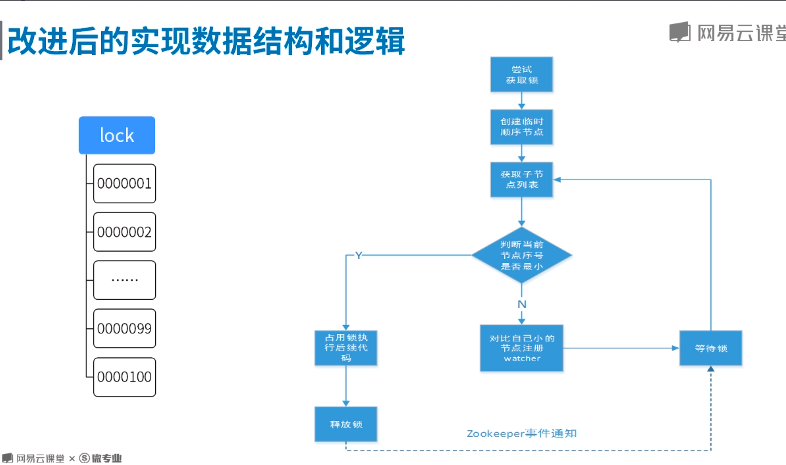 改进后的实现数据结构和逻辑
网易云课堂
lock
0000001
0000002
……
0000099
0000100
尝试
获取锁
创建临时
顺序节点
获取子节
点列表
判断当前
节点序号
是否最小
Y
N
占用锁执
行后续代
码
对比自己小的
节点注册
watcher
等待锁
释放锁
Zookeeper事件通知
网易云课堂 × 微专业